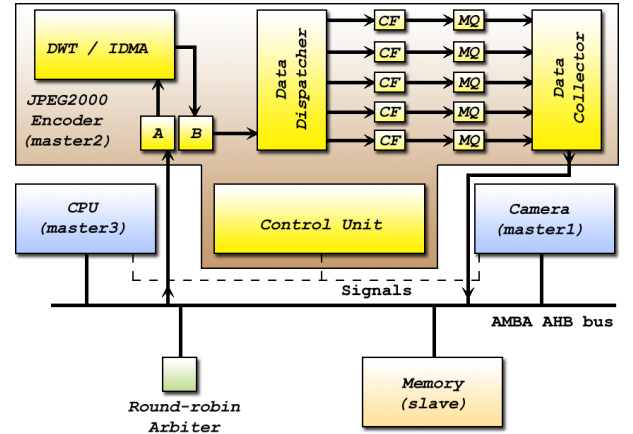 DWT / IDMA
JPEG2000
Encoder
(master2)
A
B
Data
Dispatcher
CF
MQ
CF
MQ
CF
MQ
CF
MQ
CF
MQ
Data
Collector
CPU
(master3)
Control Unit
Camera
(master1)
Signals
AMBA AHB bus
Round-robin
Arbiter
Memory
(slave)